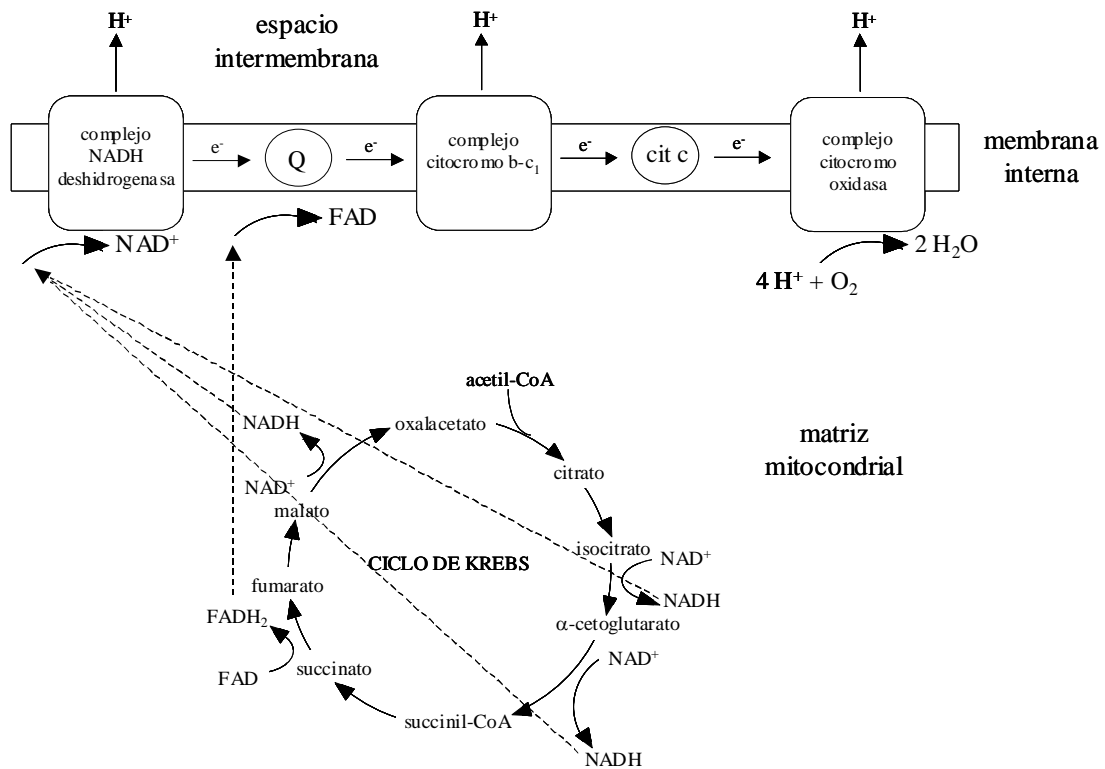 H⁺
espacio
intermembrana
H⁺
H⁺
complejo
NADH
deshidrogenasa
e⁻
Q
e⁻
complejo
citocromo b-c₁
e⁻
cit c
e⁻
complejo
citocromo
oxidasa
membrana
interna
NAD⁺
FAD
2 H₂O
4 H⁺ + O₂
acetil-CoA
NADH
oxalacetato
matriz
mitocondrial
citrato
NAD⁺
malato
isocitrato
NAD⁺
CICLO DE KREBS
fumarato
NADH
FADH₂
α-cetoglutarato
NAD⁺
succinato
FAD
succinil-CoA
NADH